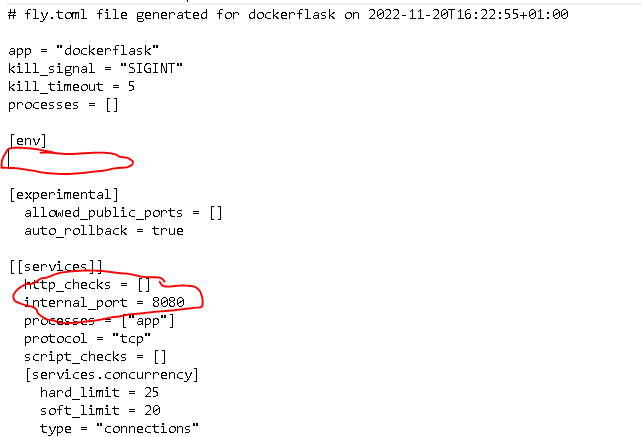 # fly.toml file generated for dockerflask on 2022-11-20T16:22:55+01:00
app = "dockerflask"
kill_signal = "SIGINT"
kill_timeout = 5
processes = []
[env]
[experimental]
allowed_public_ports = []
auto_rollback = true
[[services]]
http_checks = []
internal_port = 8080
processes = ["app"]
protocol = "tcp"
script_checks = []
[services.concurrency]
hard_limit = 25
soft_limit = 20
type = "connections"